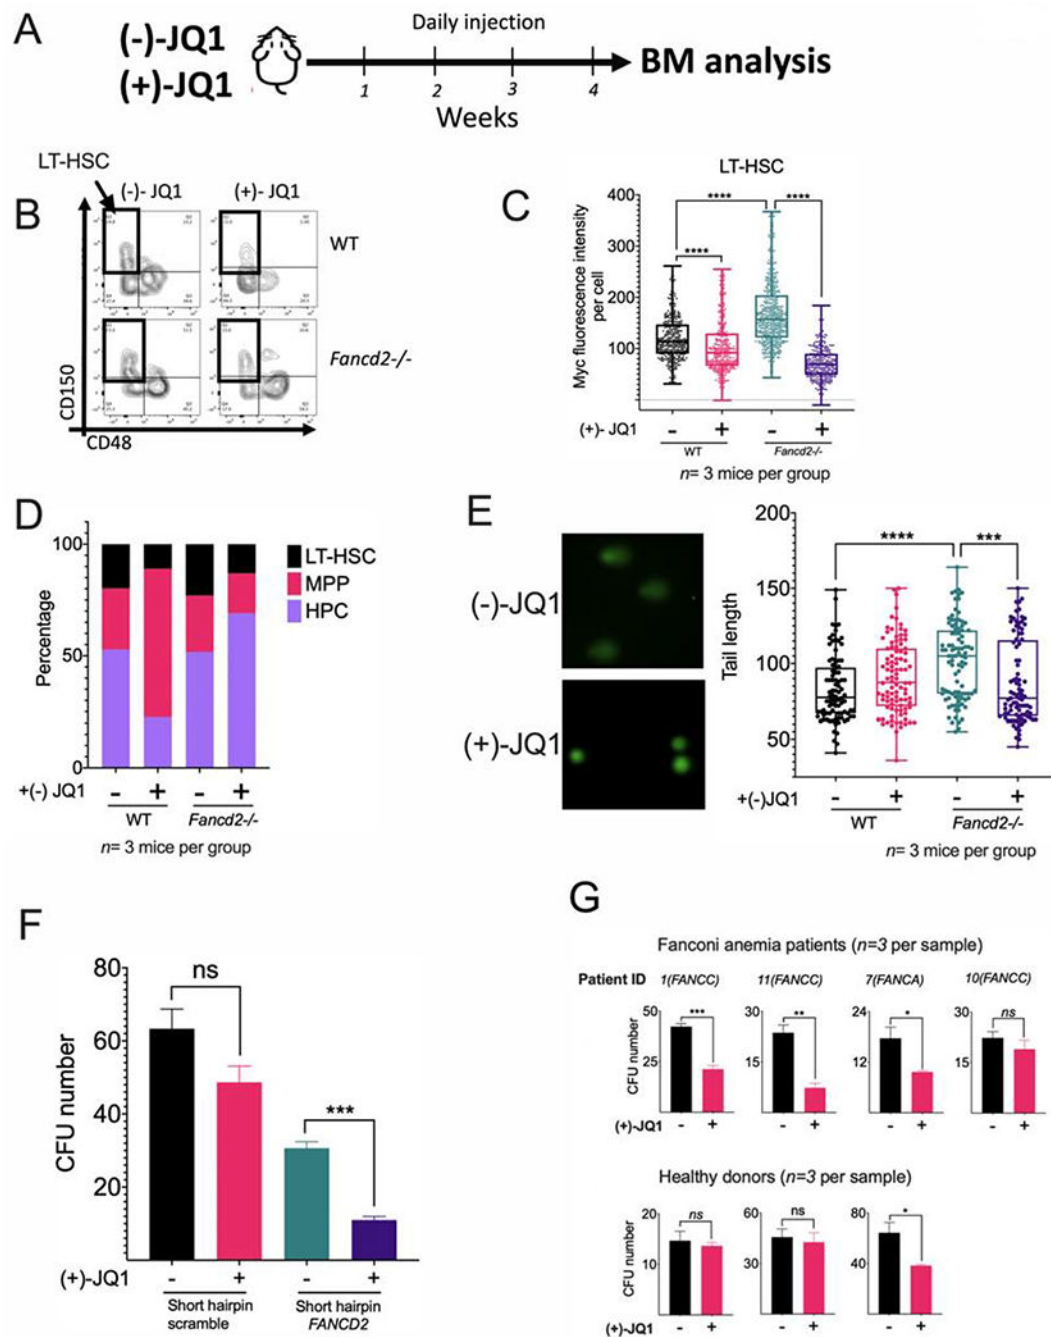 A
(-)-JQ1
(+)-JQ1
Daily injection
1 2 3 4
Weeks
BM analysis
LT-HSC
B
(-)- JQ1
(+)- JQ1
WT
Fancd2-/-
CD150
CD48
C
LT-HSC
Myc fluorescence intensity
per cell
400
300
200
100
****
****
****
(+)- JQ1
- + - +
WT
Fancd2-/-
n= 3 mice per group
D
Percentage
100
50
0
LT-HSC
MPP
HPC
+(-) JQ1
- + - +
WT
Fancd2-/-
n= 3 mice per group
E
(-)-JQ1
(+)-JQ1
Tail length
200
150
100
50
****
***
+(-)JQ1
- + - +
WT
Fancd2-/-
n= 3 mice per group
F
CFU number
80
60
40
20
ns
***
(+)-JQ1
- + - +
Short hairpin
scramble
Short hairpin
FANCD2
G
Fanconi anemia patients (n=3 per sample)
Patient ID 1(FANCC) 11(FANCC) 7(FANCA) 10(FANCC)
CFU number
50
25
***
30
15
**
24
12
*
30
15
ns
(+)-JQ1
- + - + - + - +
Healthy donors (n=3 per sample)
CFU number
20
10
ns
60
30
ns
80
40
*
(+)-JQ1
- + - + - +